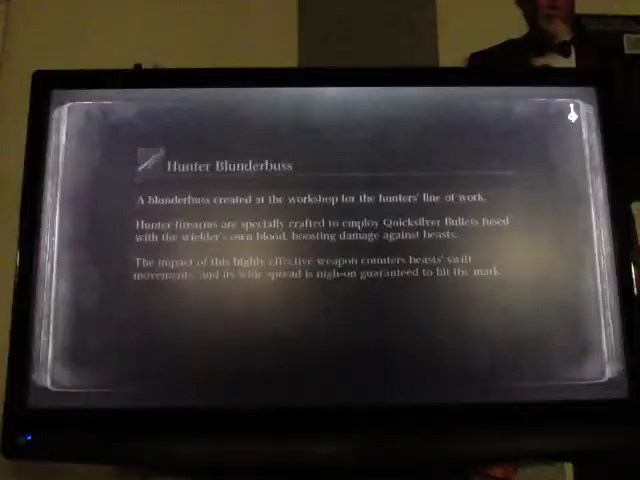 Hunter Blunderbuss
A blunderbuss created at the workshop for the hunters' line of work.
Hunter firearms are specially crafted to employ Quicksilver Bullets fused
with the wielder's own blood, boosting damage against beasts.
The impact of this highly effective weapon counters beasts' swift
movements, and its wide spread is nigh-on guaranteed to hit the mark.